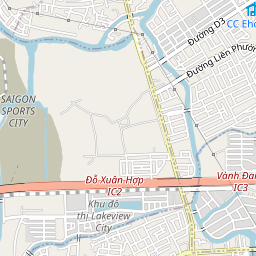 CC Eho
Đường D3
Đường Liên Phườ
SAIGON
SPORTS
CITY
Đỗ Xuân Hợp
IC2
Vành Đai
IC3
Khu đô
thị Lakeview
City